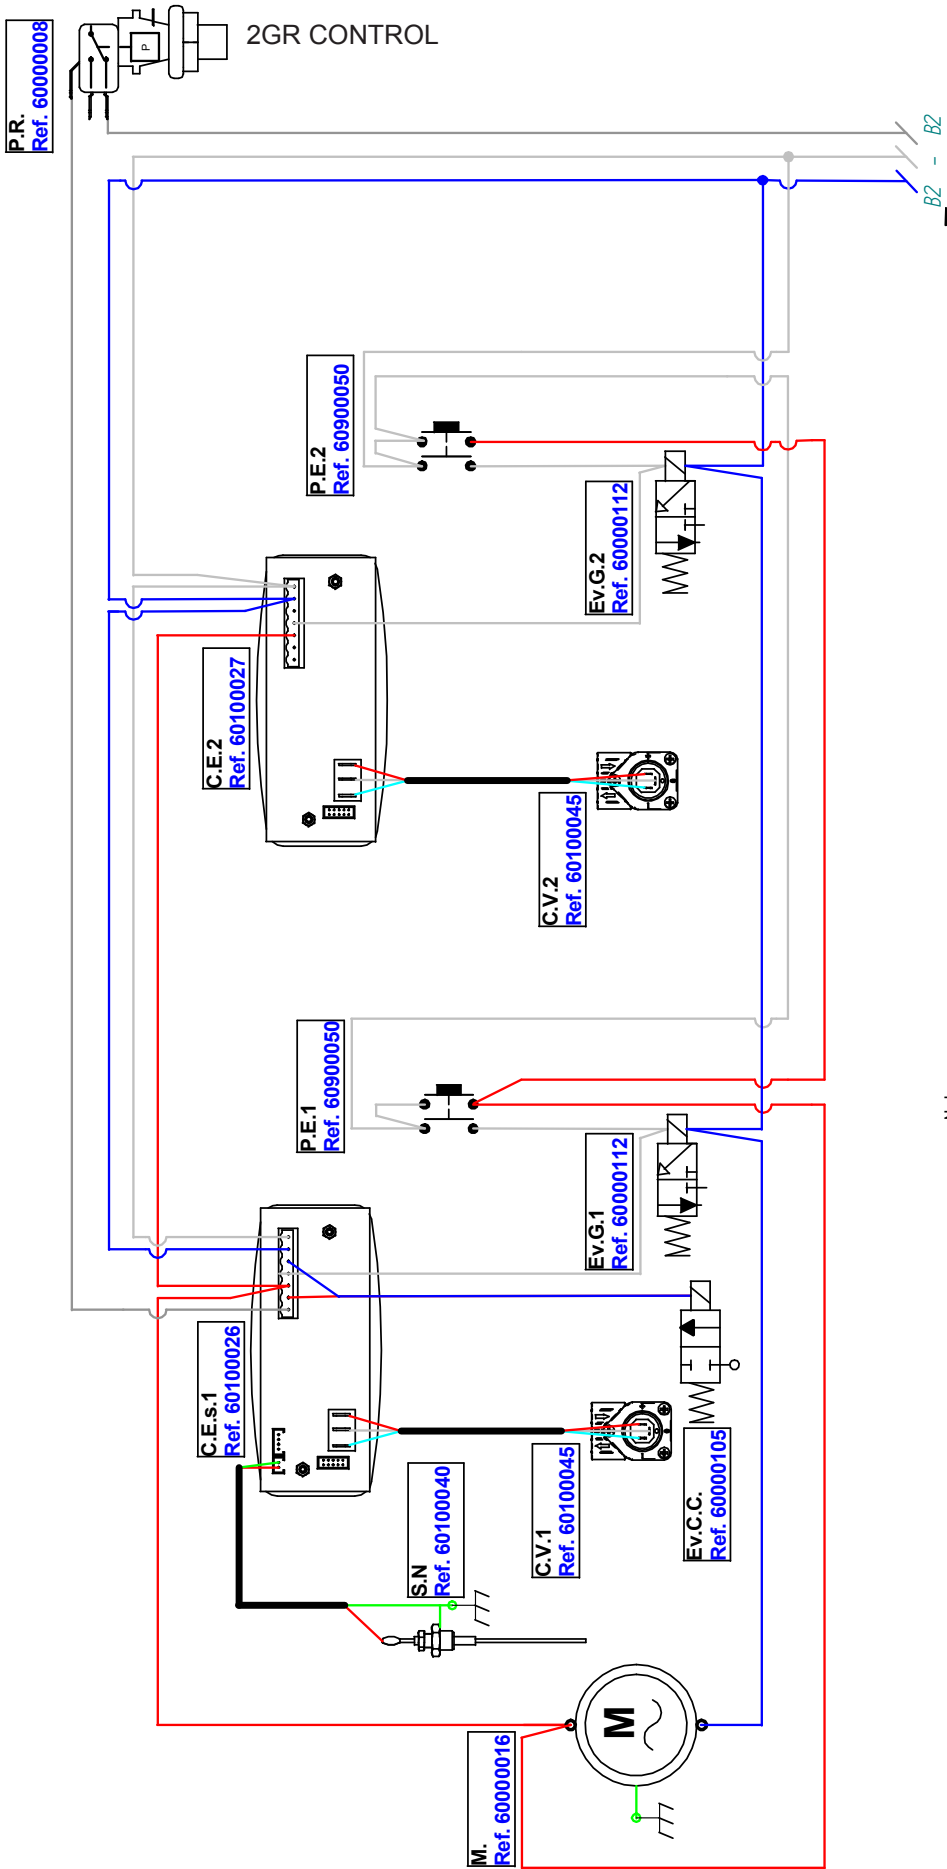 2GR CONTROL
P.R.
Ref. 60000008
P
B2 - B2
P.E.2
Ref. 60900050
Ev.G.2
Ref. 60000112
C.E.2
Ref. 60100027
C.V.2
Ref. 60100045
P.E.1
Ref. 60900050
Ev.G.1
Ref. 60000112
C.E.s.1
Ref. 60100026
S.N
Ref. 60100040
C.V.1
Ref. 60100045
Ev.C.C.
Ref. 60000105
M.
Ref. 60000016
M